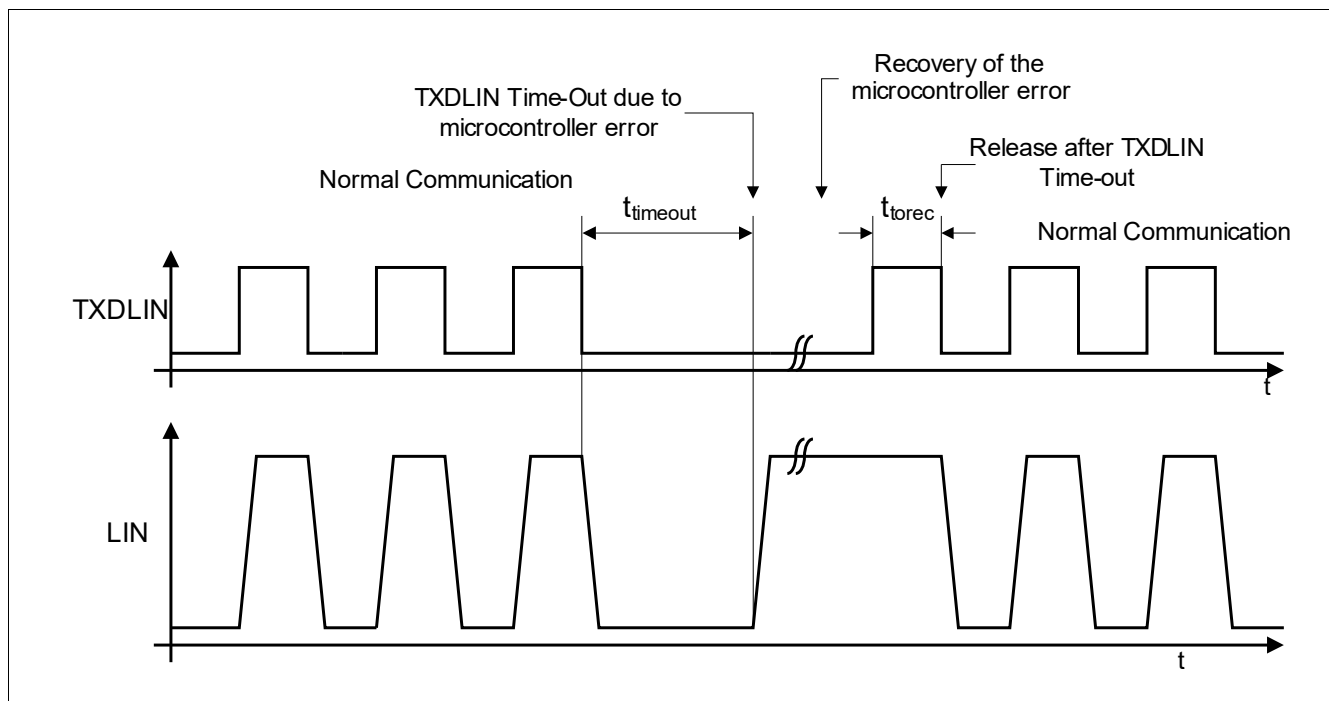 Recovery of the
microcontroller error
TXDLIN Time-Out due to
microcontroller error
Release after TXDLIN
Time-out
Normal Communication
ttimeout
ttorec
Normal Communication
TXDLIN
t
LIN
t